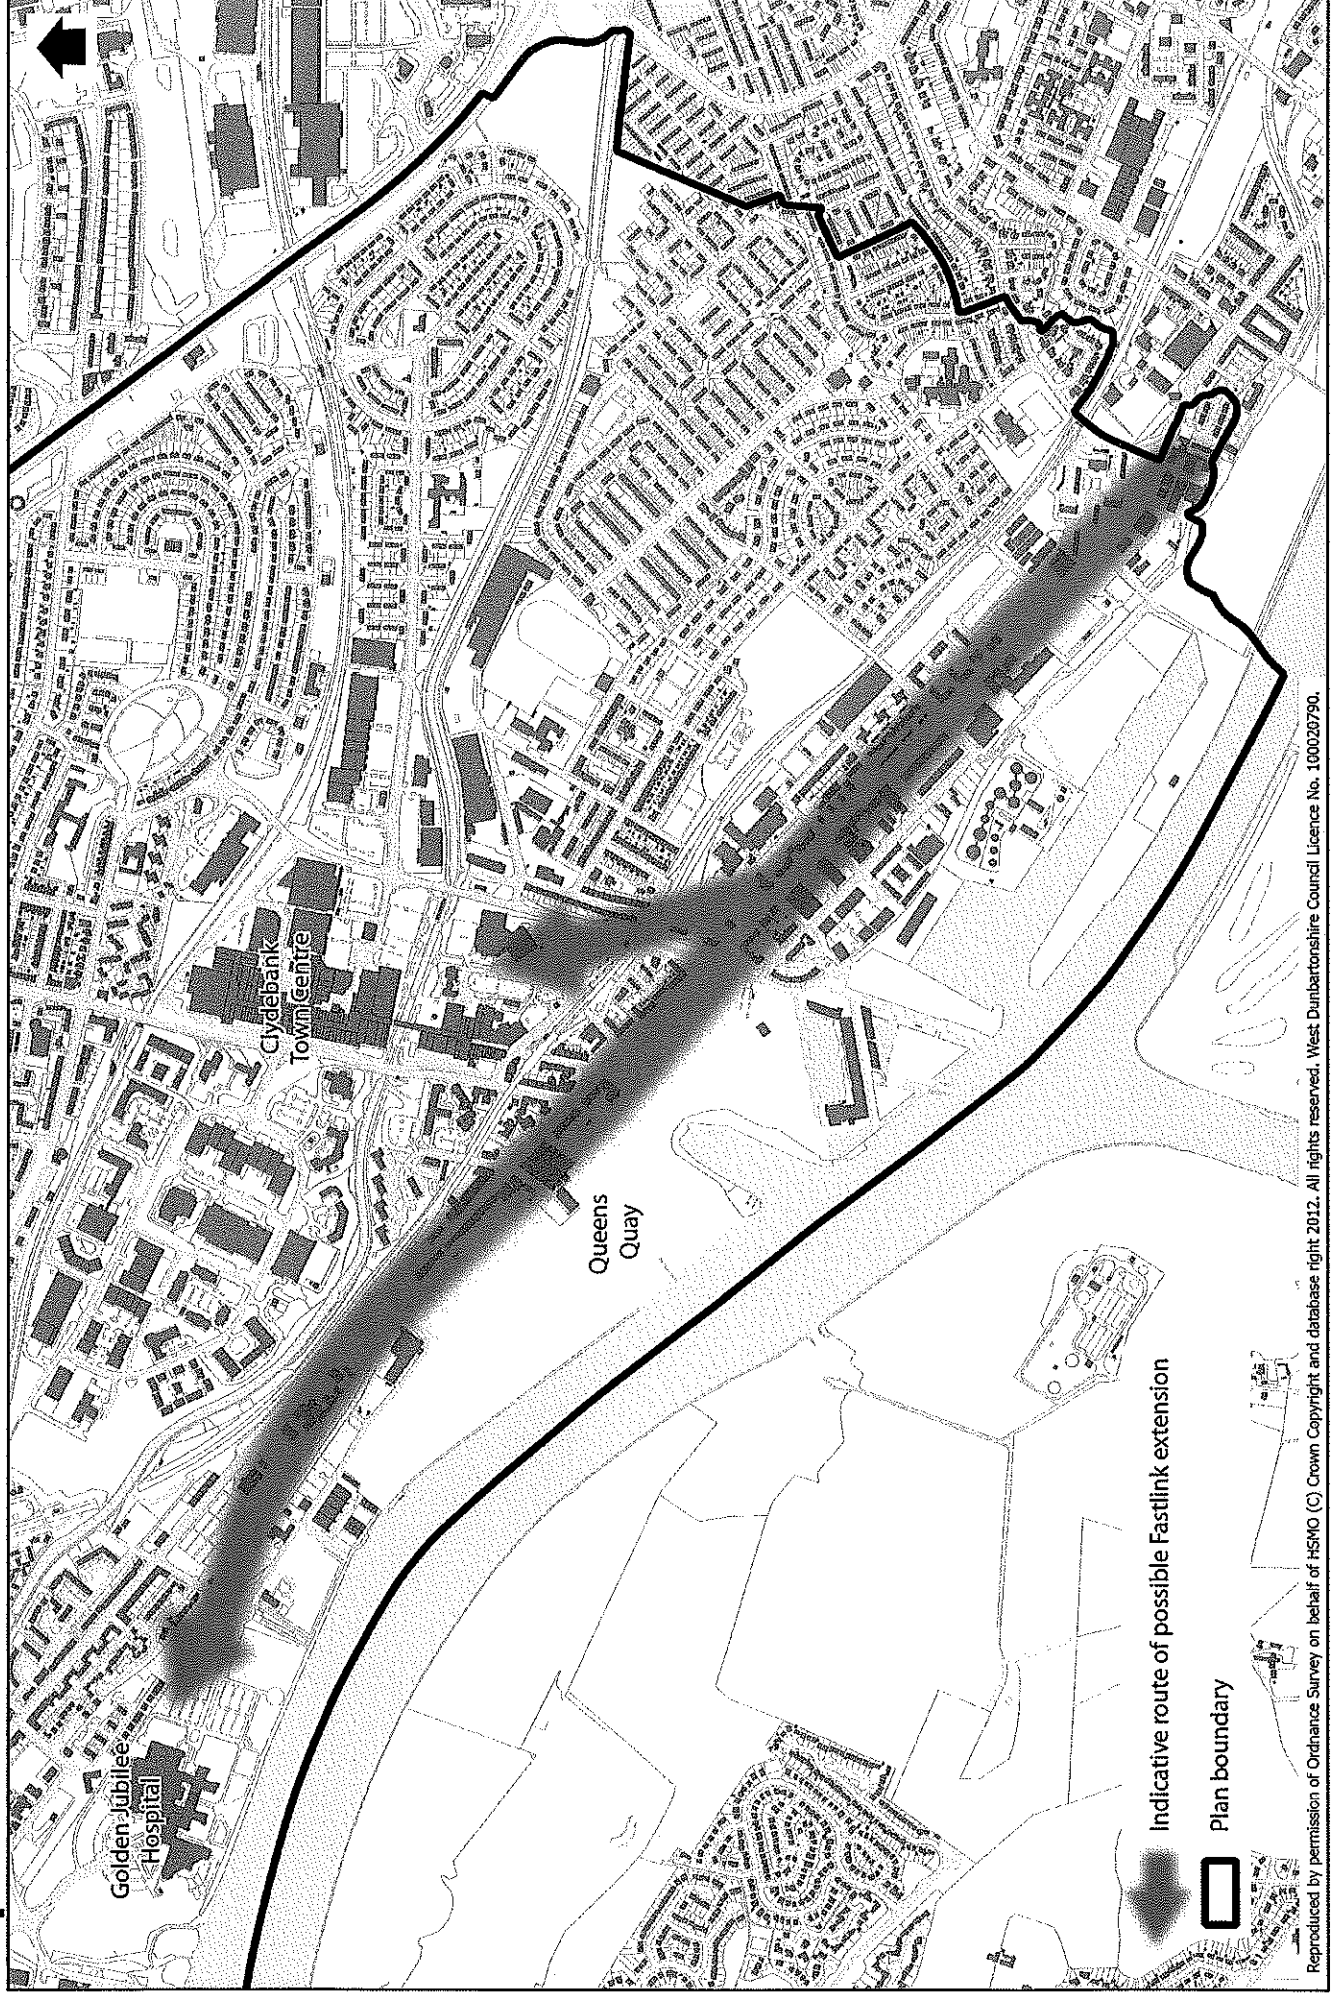 Golden Jubilee
Hospital
Clydebank
Town Centre
Queens
Quay
Indicative route of possible Fastlink extension
Plan boundary
Reproduced by permission of Ordnance Survey on behalf of HSMO (C) Crown Copyright and database right 2012. All rights reserved. West Dunbartonshire Council Licence No. 100020790.